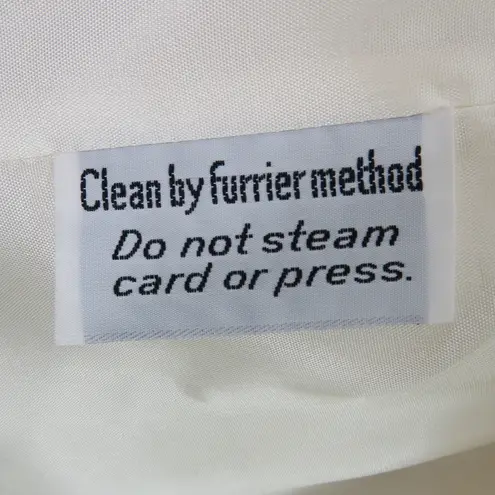 Clean by furrier method
Do not steam
card or press.